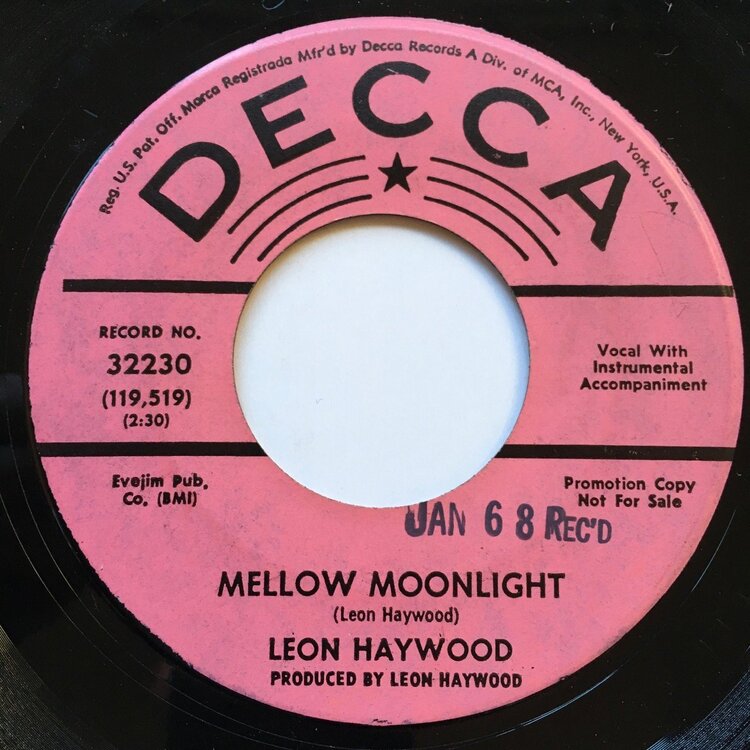 Reg. U.S. Pat. Off. Marca Registrada Mfr'd by Decca Records A Div. of MCA, Inc., New York, U.S.A.
DECCA
RECORD NO.
32230
(119,519)
(2:30)
Vocal With
Instrumental
Accompaniment
Evejim Pub.
Co. (BMI)
Promotion Copy
Not For Sale
JAN 6 8 REC'D
MELLOW MOONLIGHT
(Leon Haywood)
LEON HAYWOOD
PRODUCED BY LEON HAYWOOD